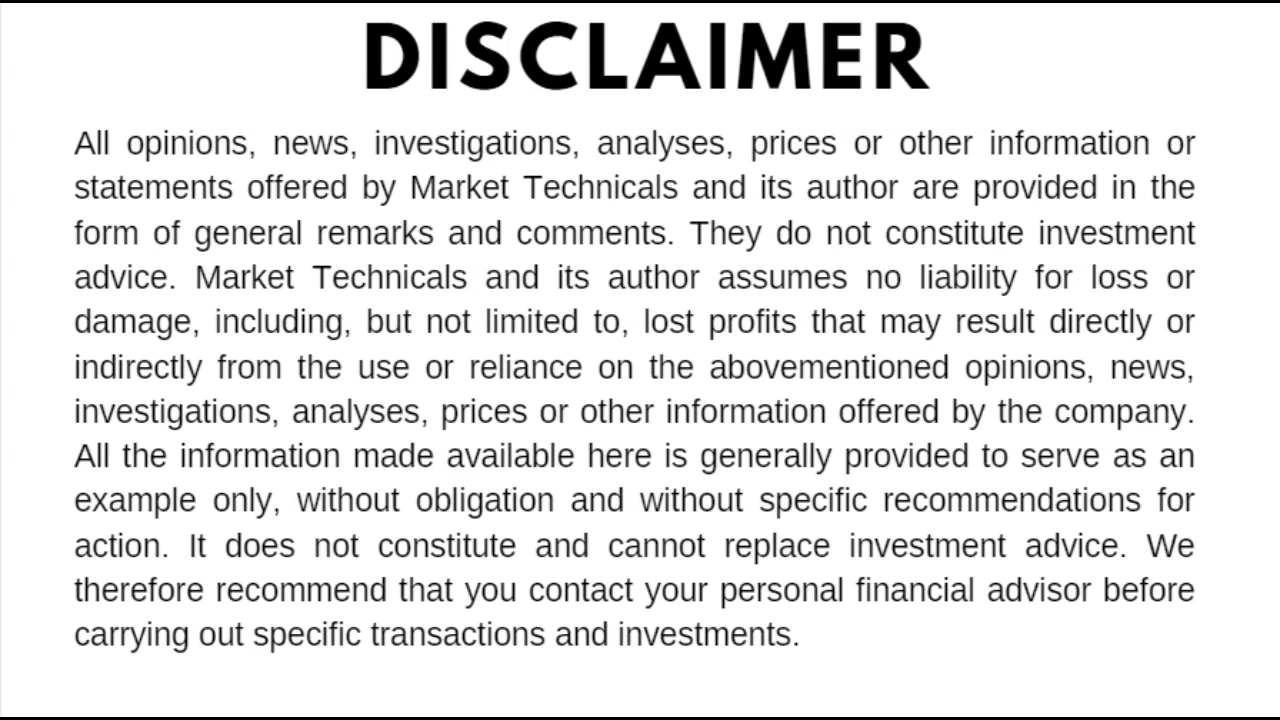 DISCLAIMER
All opinions, news, investigations, analyses, prices or other information or
statements offered by Market Technicals and its author are provided in the
form of general remarks and comments. They do not constitute investment
advice. Market Technicals and its author assumes no liability for loss or
damage, including, but not limited to, lost profits that may result directly or
indirectly from the use or reliance on the abovementioned opinions, news,
investigations, analyses, prices or other information offered by the company.
All the information made available here is generally provided to serve as an
example only, without obligation and without specific recommendations for
action. It does not constitute and cannot replace investment advice. We
therefore recommend that you contact your personal financial advisor before
carrying out specific transactions and investments.